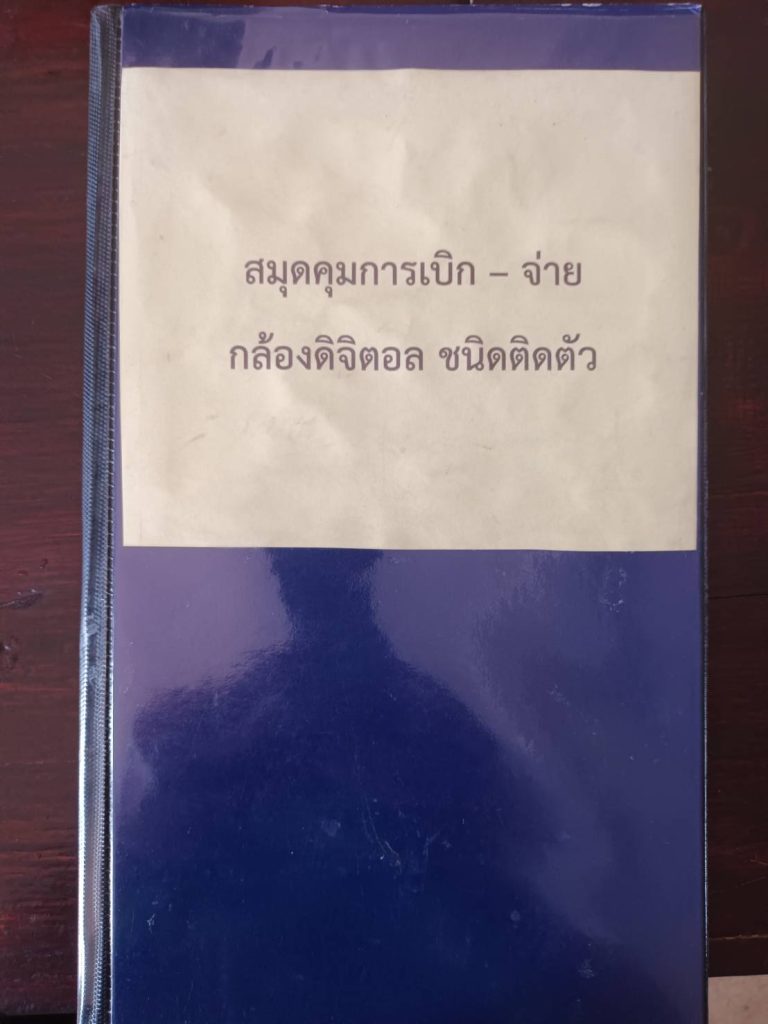 สมุดคุมการเบิก – จ่าย
กล้องดิจิตอล ชนิดติดตัว